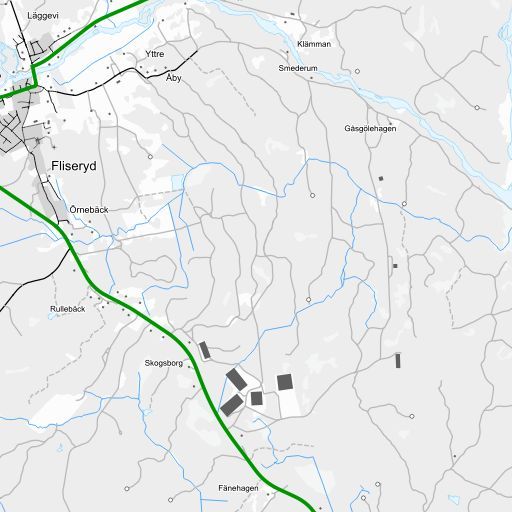 Läggevi
Klämman
Yttre
Smederum
Åby
Gäsgölehagen
Fliseryd
Örnebäck
Rullebäck
Skogsborg
Fänehagen